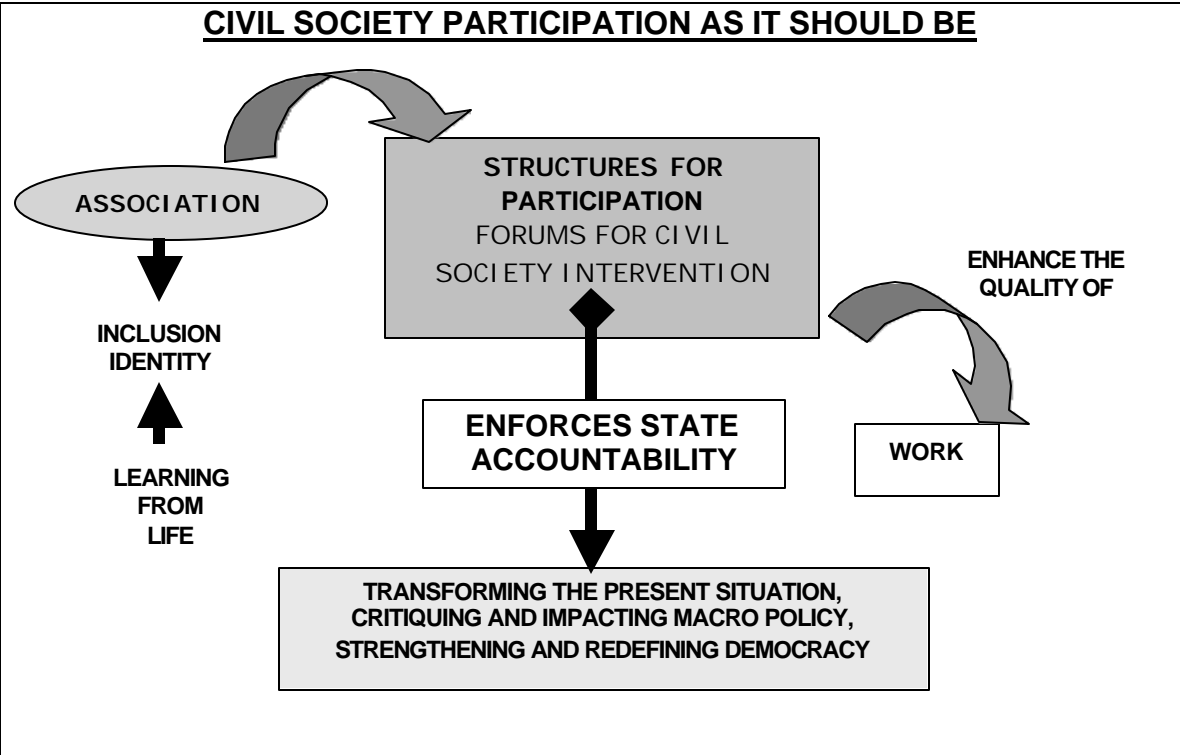 CIVIL SOCIETY PARTICIPATION AS IT SHOULD BE
ASSOCIATION
INCLUSION
IDENTITY
LEARNING
FROM
LIFE
STRUCTURES FOR
PARTICIPATION
FORUMS FOR CIVIL
SOCIETY INTERVENTION
ENHANCE THE
QUALITY OF
WORK
ENFORCES STATE
ACCOUNTABILITY
TRANSFORMING THE PRESENT SITUATION,
CRITIQUING AND IMPACTING MACRO POLICY,
STRENGTHENING AND REDEFINING DEMOCRACY